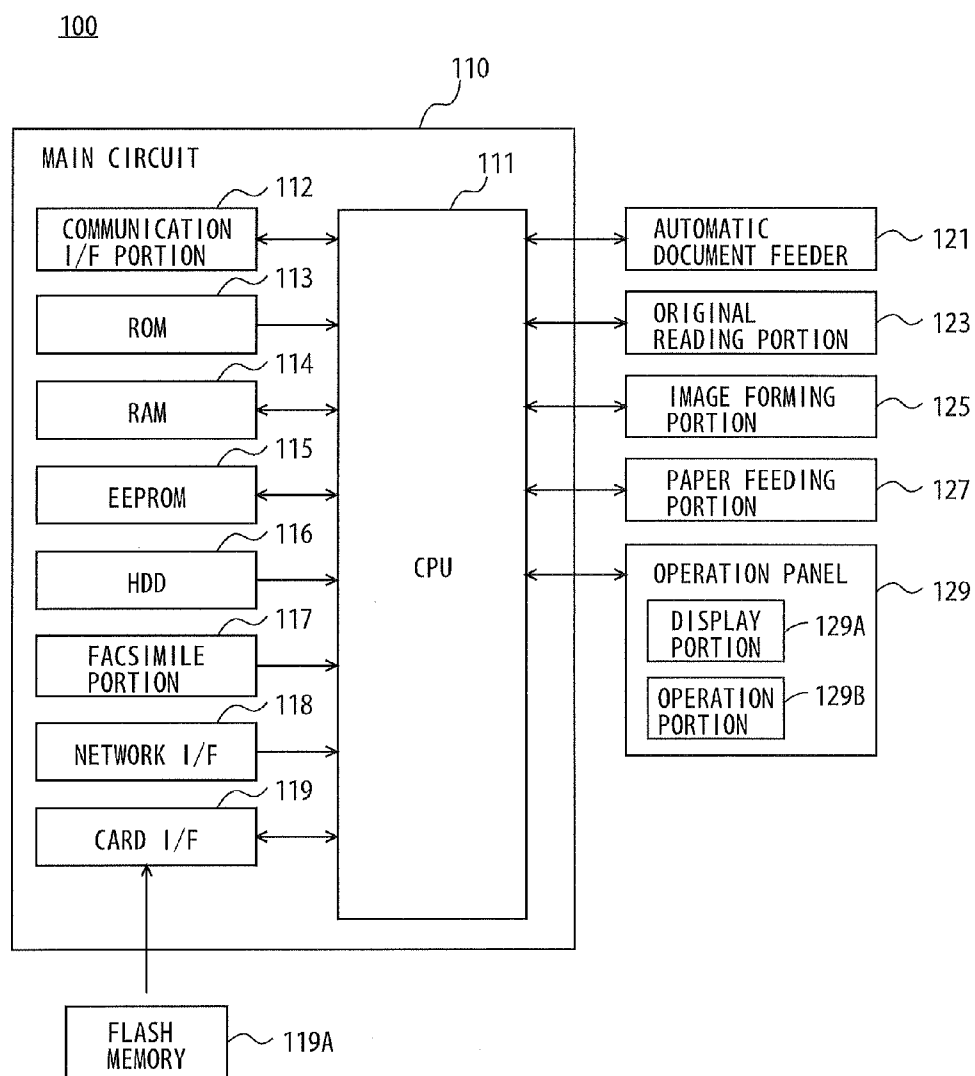 100
110
MAIN CIRCUIT
112
COMMUNICATION
I/F PORTION
113
ROM
114
RAM
115
EEPROM
116
HDD
117
FACSIMILE
PORTION
118
NETWORK I/F
119
CARD I/F
FLASH
MEMORY
119A
111
CPU
AUTOMATIC
DOCUMENT FEEDER
121
ORIGINAL
READING PORTION
123
IMAGE FORMING
PORTION
125
PAPER FEEDING
PORTION
127
OPERATION PANEL
129
DISPLAY
PORTION
129A
OPERATION
PORTION
129B